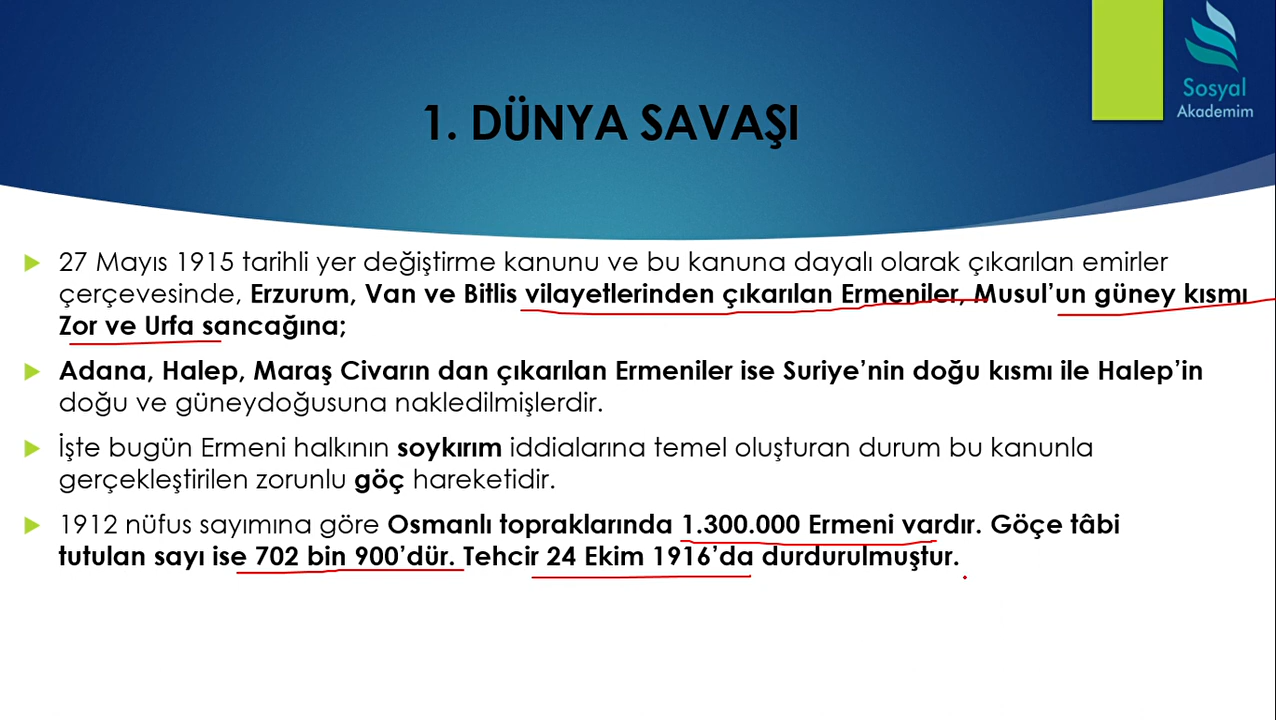 Sosyal
Akademim
1. DÜNYA SAVAŞI
27 Mayıs 1915 tarihli yer değiştirme kanunu ve bu kanuna dayalı olarak çıkarılan emirler
çerçevesinde, Erzurum, Van ve Bitlis vilayetlerinden çıkarılan Ermeniler, Musul’un güney kısmı
Zor ve Urfa sancağına;
Adana, Halep, Maraş Civarın dan çıkarılan Ermeniler ise Suriye’nin doğu kısmı ile Halep’in
doğu ve güneydoğusuna nakledilmişlerdir.
İşte bugün Ermeni halkının soykırım iddialarına temel oluşturan durum bu kanunla
gerçekleştirilen zorunlu göç hareketidir.
1912 nüfus sayımına göre Osmanlı topraklarında 1.300.000 Ermeni vardır. Göçe tâbi
tutulan sayı ise 702 bin 900’dür. Tehcir 24 Ekim 1916’da durdurulmuştur.